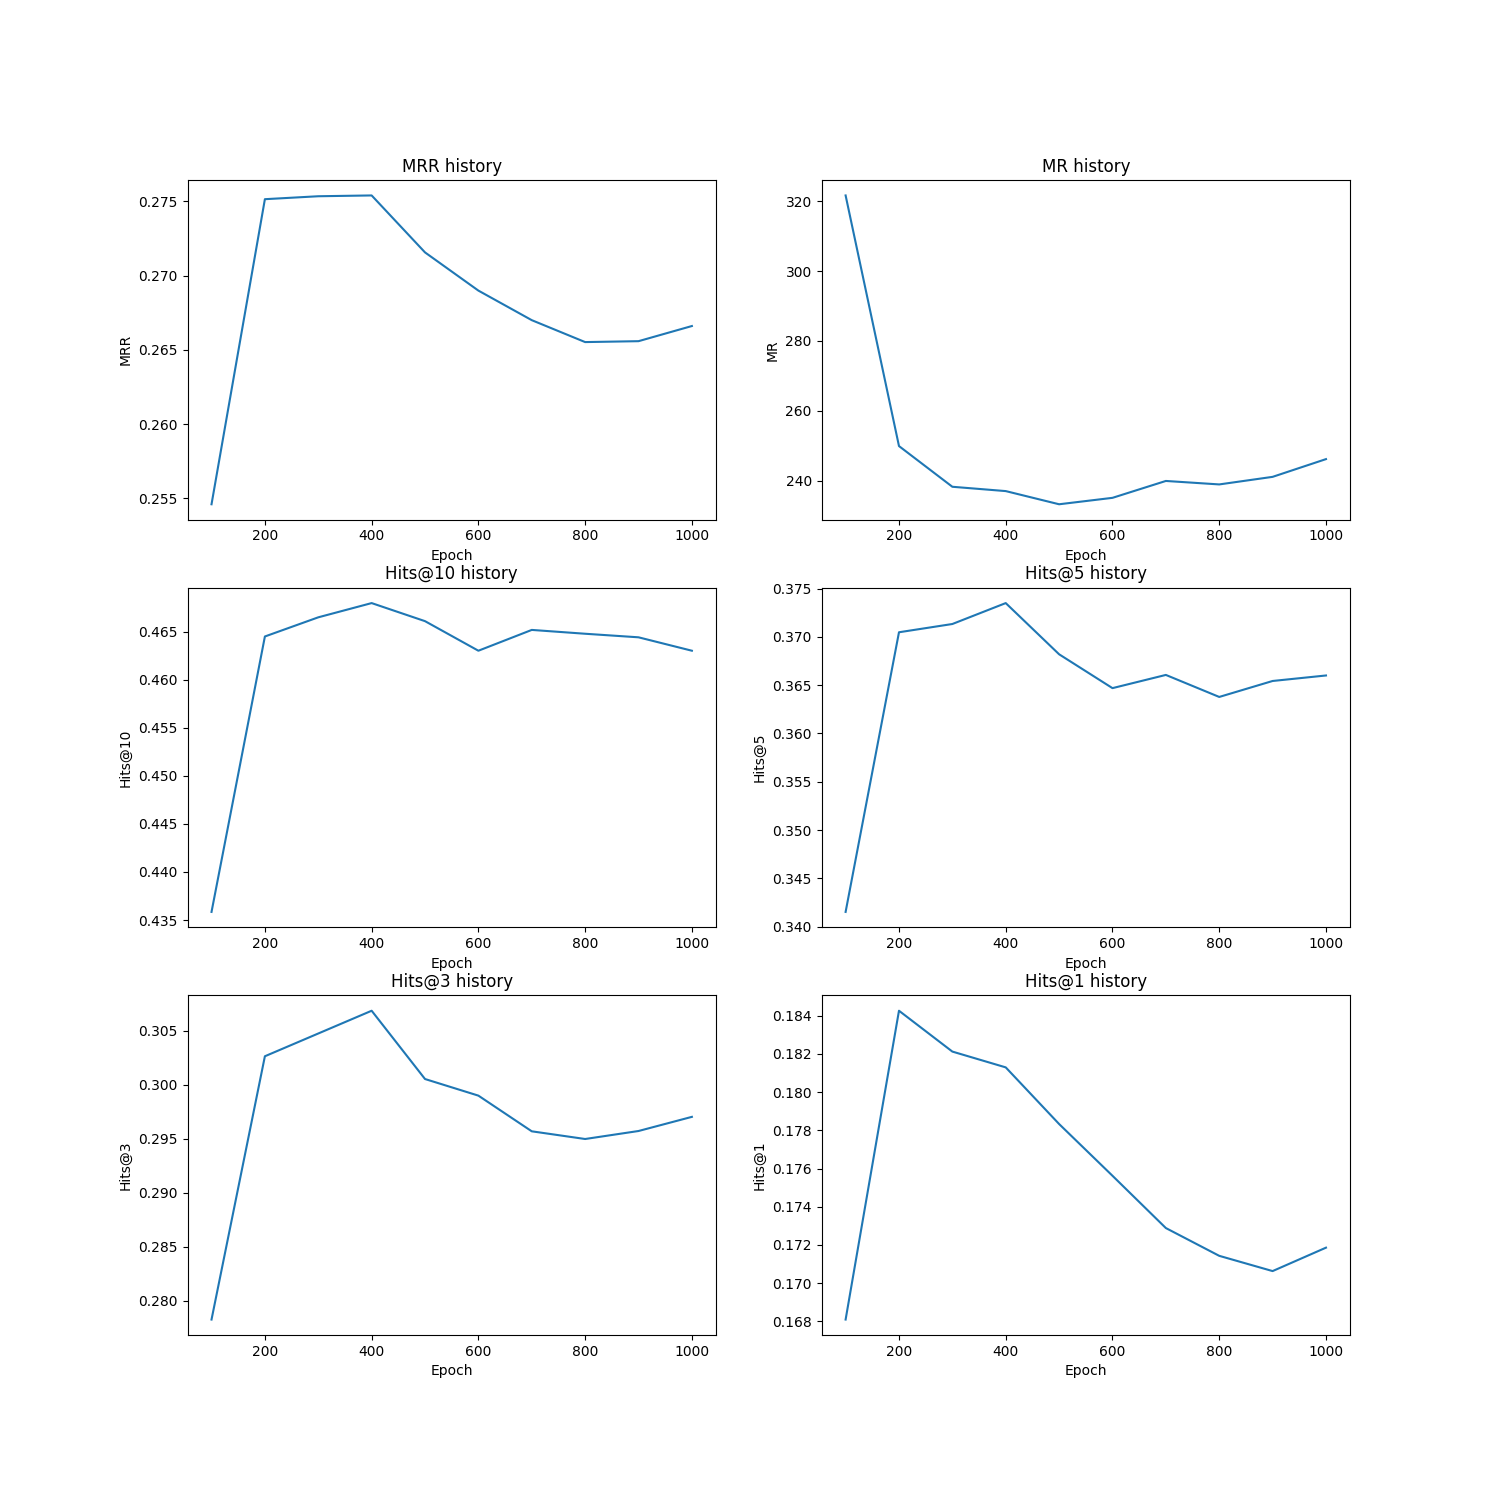 MRR history
0.275
0.270
0.265
0.260
0.255
MRR
200 400 600 800 1000
Epoch
MR history
320
300
280
260
240
MR
200 400 600 800 1000
Epoch
Hits@10 history
0.465
0.460
0.455
0.450
0.445
0.440
0.435
Hits@10
200 400 600 800 1000
Epoch
Hits@5 history
0.375
0.370
0.365
0.360
0.355
0.350
0.345
0.340
Hits@5
200 400 600 800 1000
Epoch
Hits@3 history
0.305
0.300
0.295
0.290
0.285
0.280
Hits@3
200 400 600 800 1000
Epoch
Hits@1 history
0.184
0.182
0.180
0.178
0.176
0.174
0.172
0.170
0.168
Hits@1
200 400 600 800 1000
Epoch